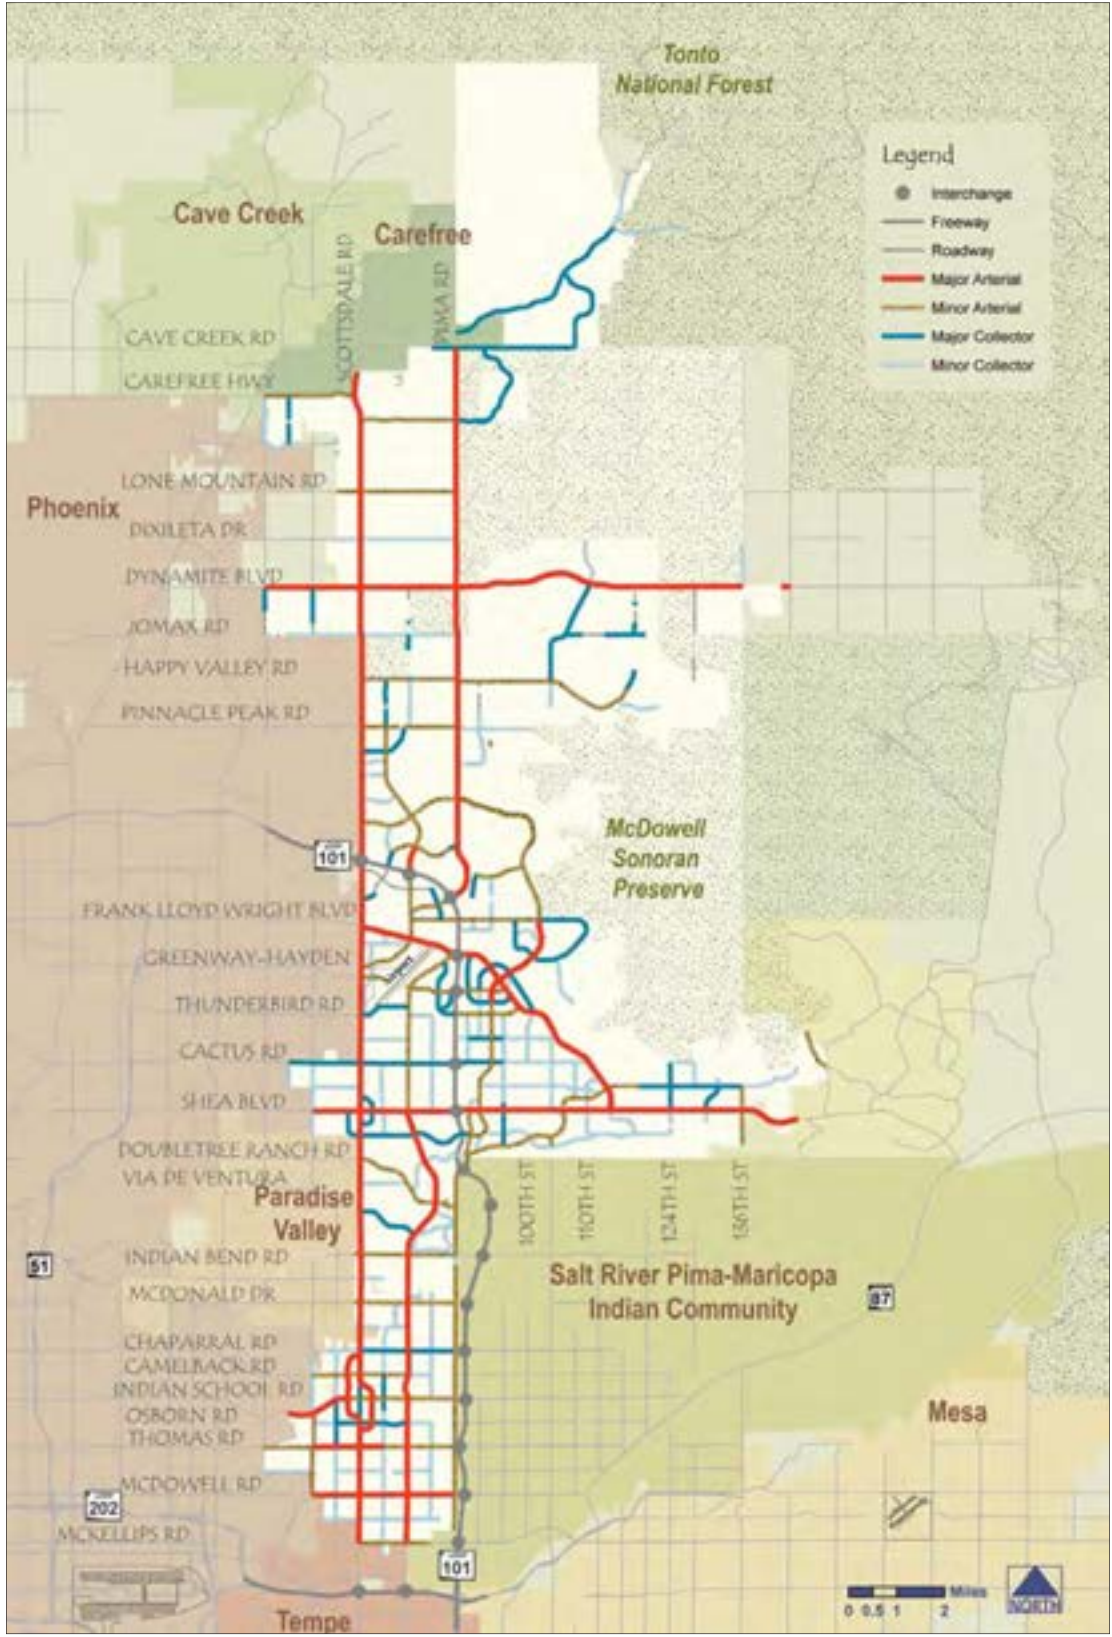 Tonto
National Forest
Legend
Interchange
Freeway
Roadway
Major Arterial
Minor Arterial
Major Collector
Minor Collector
Cave Creek
Carefree
SCOTTSDALE RD
PIMA RD
CAVE CREEK RD
CAREFREE HWY
LONE MOUNTAIN RD
Phoenix
DIXILETA DR
DYNAMITE BLVD
JOMAX RD
HAPPY VALLEY RD
PINNACLE PEAK RD
McDowell
Sonoran
Preserve
101
FRANK LLOYD WRIGHT BLVD
GREENWAY-HAYDEN
Airport
THUNDERBIRD RD
CACTUS RD
SHEA BLVD
DOUBLETREE RANCH RD
VIA DE VENTURA
Paradise
Valley
100TH ST
110TH ST
124TH ST
136TH ST
INDIAN BEND RD
51
Salt River Pima-Maricopa
Indian Community
87
MCDONALD DR
CHAPARRAL RD
CAMELBACK RD
INDIAN SCHOOL RD
OSBORN RD
THOMAS RD
Mesa
MCDOWELL RD
202
MCKELLIPS RD
101
Tempe
Miles
0 0.5 1 2
NORTH